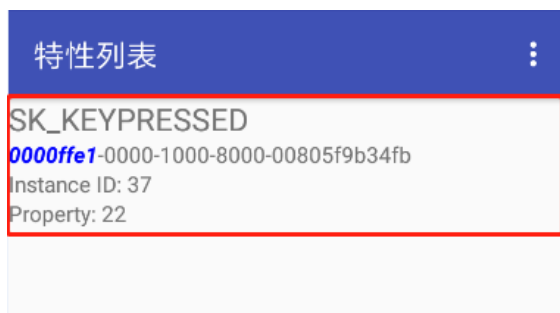 特性列表
SK_KEYPRESSED
0000ffe1-0000-1000-8000-00805f9b34fb
Instance ID: 37
Property: 22